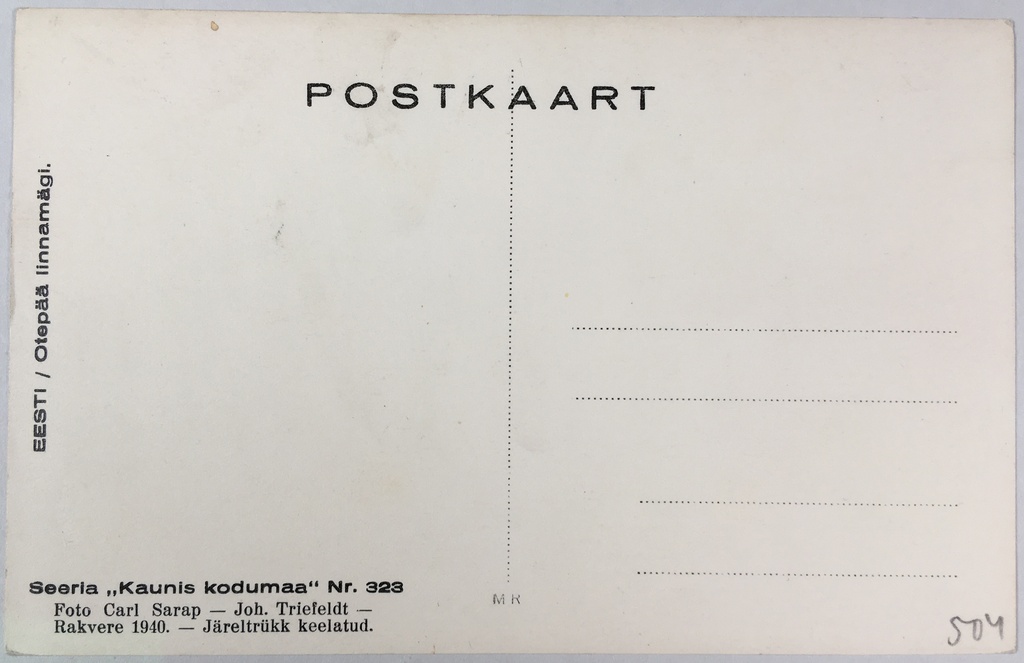 POSTKAART
EESTI / Otepää linnamägi.
Seeria „Kaunis kodumaa“ Nr. 323
Foto Carl Sarap — Joh. Triefeldt —
Rakvere 1940. — Järeltrükk keelatud.
MR
504